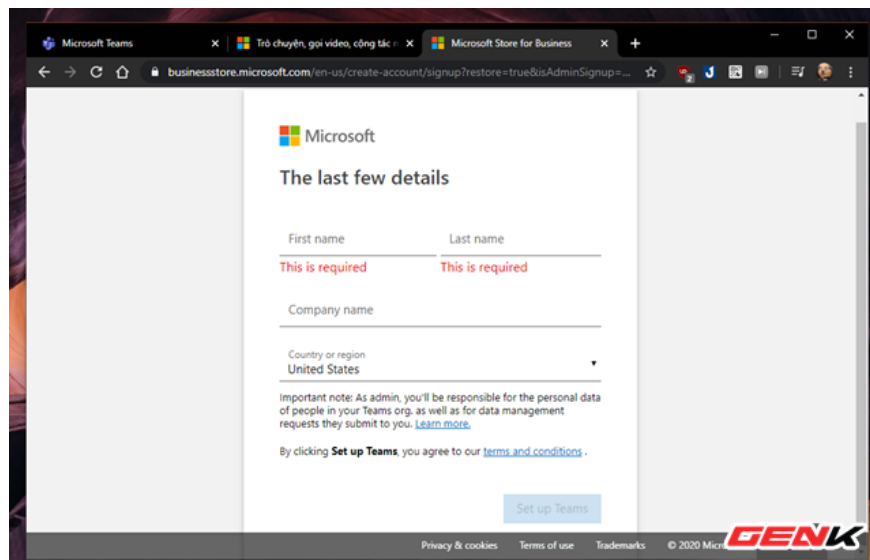 Microsoft Teams
Trò chuyện, gọi video, cộng tác n
Microsoft Store for Business
businessstore.microsoft.com/en-us/create-account/signup?restore=true&isAdminSignup=...
2
Microsoft
The last few details
First name Last name
This is required This is required
Company name
Country or region
United States
Important note: As admin, you'll be responsible for the personal data
of people in your Teams org. as well as for data management
requests they submit to you. Learn more.
By clicking Set up Teams, you agree to our terms and conditions .
Set up Teams
Privacy & cookies Terms of use Trademarks © 2020 Micr
GENK